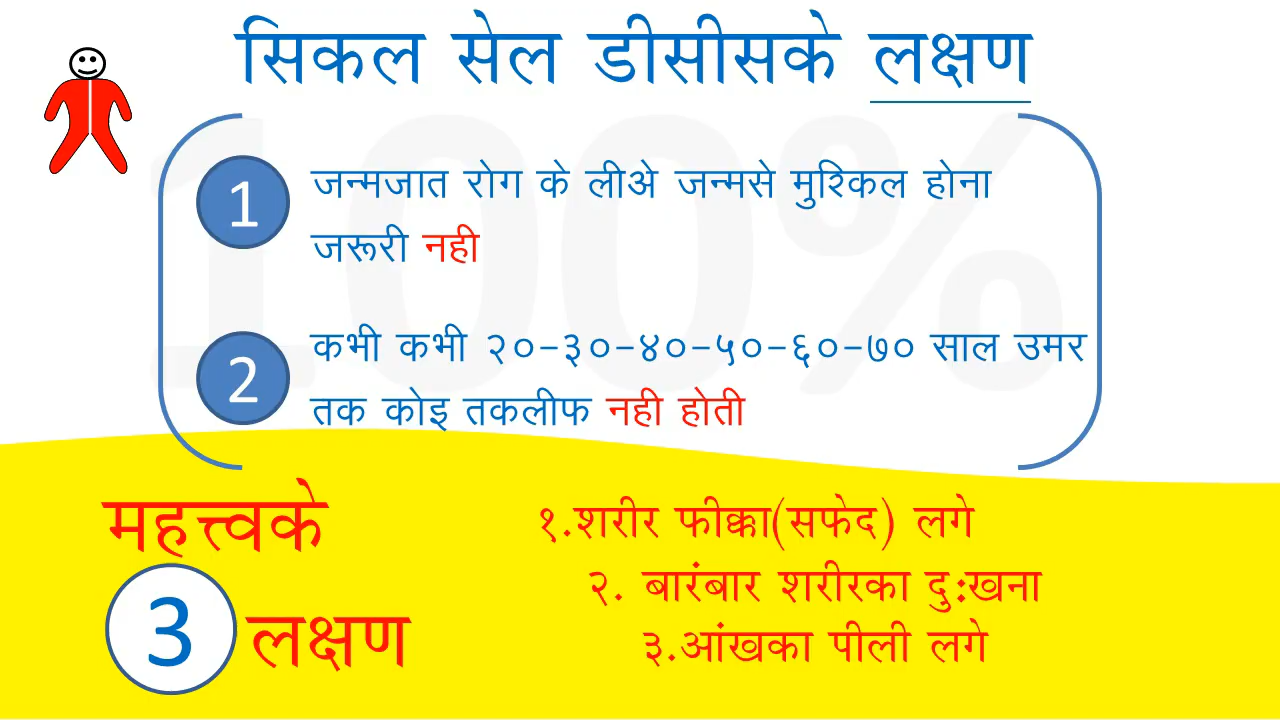 सिकल सेल डीसीसके लक्षण
100%
1
जन्मजात रोग के लीअे जन्मसे मुश्किल होना
जरूरी नही
2
कभी कभी २०-३०-४०-५०-६०-७० साल उमर
तक कोइ तकलीफ नही होती
महत्त्वके
3 लक्षण
१.शरीर फीक्का(सफेद) लगे
२. बारंबार शरीरका दुःखना
३.आंखका पीली लगे